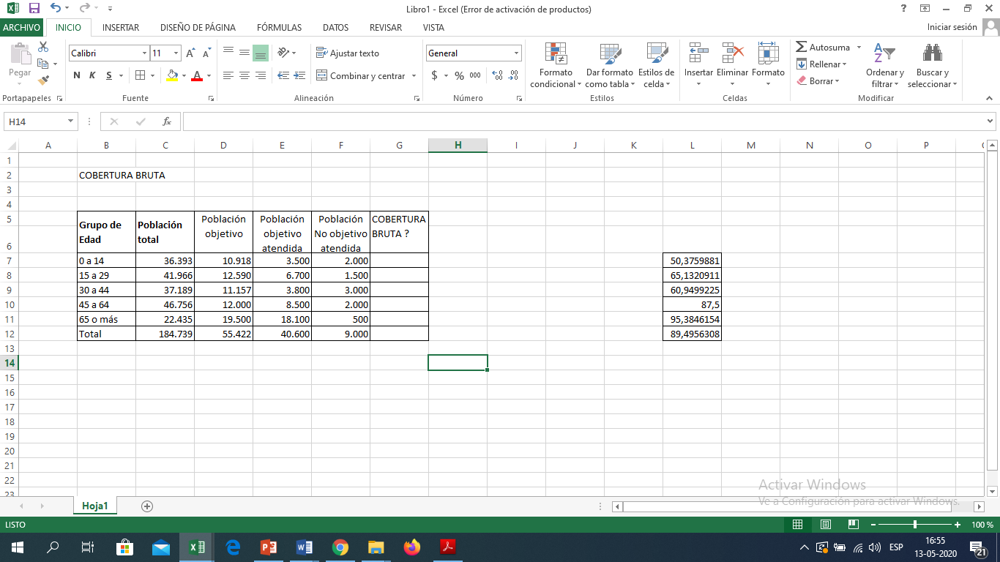 Libro1 - Excel (Error de activación de productos)
ARCHIVO INICIO INSERTAR DISEÑO DE PÁGINA FÓRMULAS DATOS REVISAR VISTA Iniciar sesión
Calibri 11 Ajustar texto General Autosuma
Pegar N K S Combinar y centrar $ % 000 Formato condicional Dar formato como tabla Estilos de celda Insertar Eliminar Formato Rellenar Borrar Ordenar y filtrar Buscar y seleccionar
Portapapeles Fuente Alineación Número Estilos Celdas Modificar
H14 fx
A B C D E F G H I J K L M N O P
1
2 COBERTURA BRUTA
3
4
5 Grupo de Edad Población total Población objetivo Población objetivo atendida Población No objetivo atendida COBERTURA BRUTA ?
6
7 0 a 14 36.393 10.918 3.500 2.000 50,3759881
8 15 a 29 41.966 12.590 6.700 1.500 65,1320911
9 30 a 44 37.189 11.157 3.800 3.000 60,9499225
10 45 a 64 46.756 12.000 8.500 2.000 87,5
11 65 o más 22.435 19.500 18.100 500 95,3846154
12 Total 184.739 55.422 40.600 9.000 89,4956308
13
14
15
16
17
18
19
20
21
22
23
Activar Windows
Ve a Configuración para activar Windows.
Hoja1
LISTO 100 %
ESP 16:55
13-05-2020 21